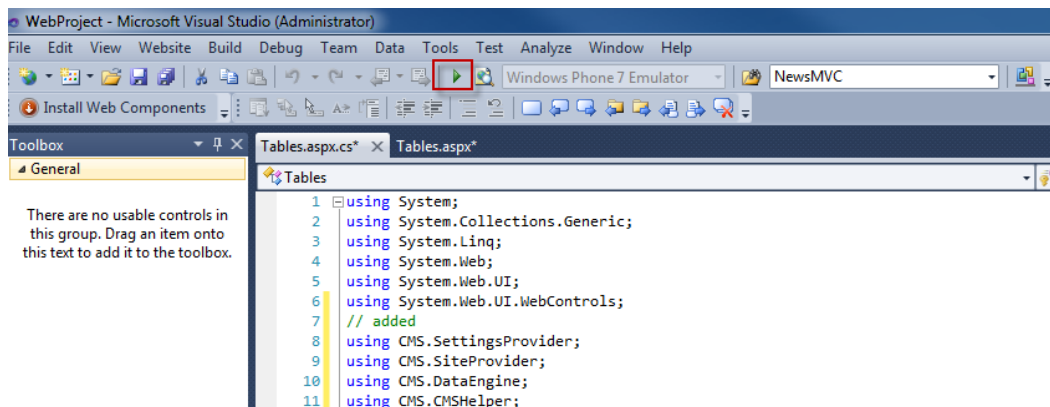 WebProject - Microsoft Visual Studio (Administrator)
File Edit View Website Build Debug Team Data Tools Test Analyze Window Help
Windows Phone 7 Emulator NewsMVC
Install Web Components
Toolbox
General
There are no usable controls in
this group. Drag an item onto
this text to add it to the toolbox.
Tables.aspx.cs* Tables.aspx*
Tables
1 using System;
2 using System.Collections.Generic;
3 using System.Linq;
4 using System.Web;
5 using System.Web.UI;
6 using System.Web.UI.WebControls;
7 // added
8 using CMS.SettingsProvider;
9 using CMS.SiteProvider;
10 using CMS.DataEngine;
11 using CMS.CMSHelper;